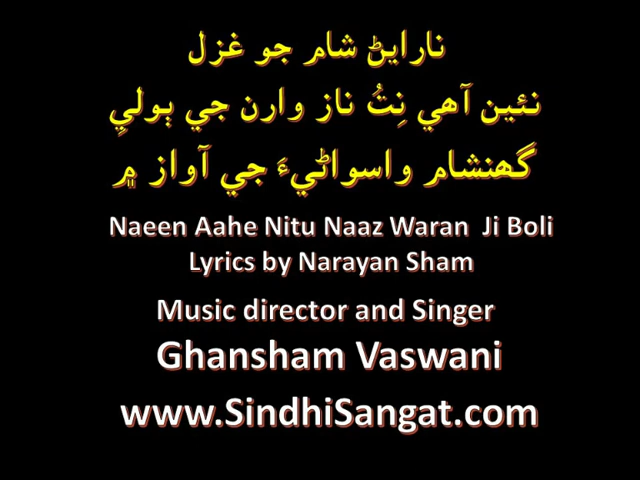 نارايڻ شام جو غزل
نئين آهي نِتُ ناز وارن جي ٻولي
گهنشام واسواڻيءَ جي آواز ۾
Naeen Aahe Nitu Naaz Waran Ji Boli
Lyrics by Narayan Sham
Music director and Singer
Ghansham Vaswani
www.SindhiSangat.com